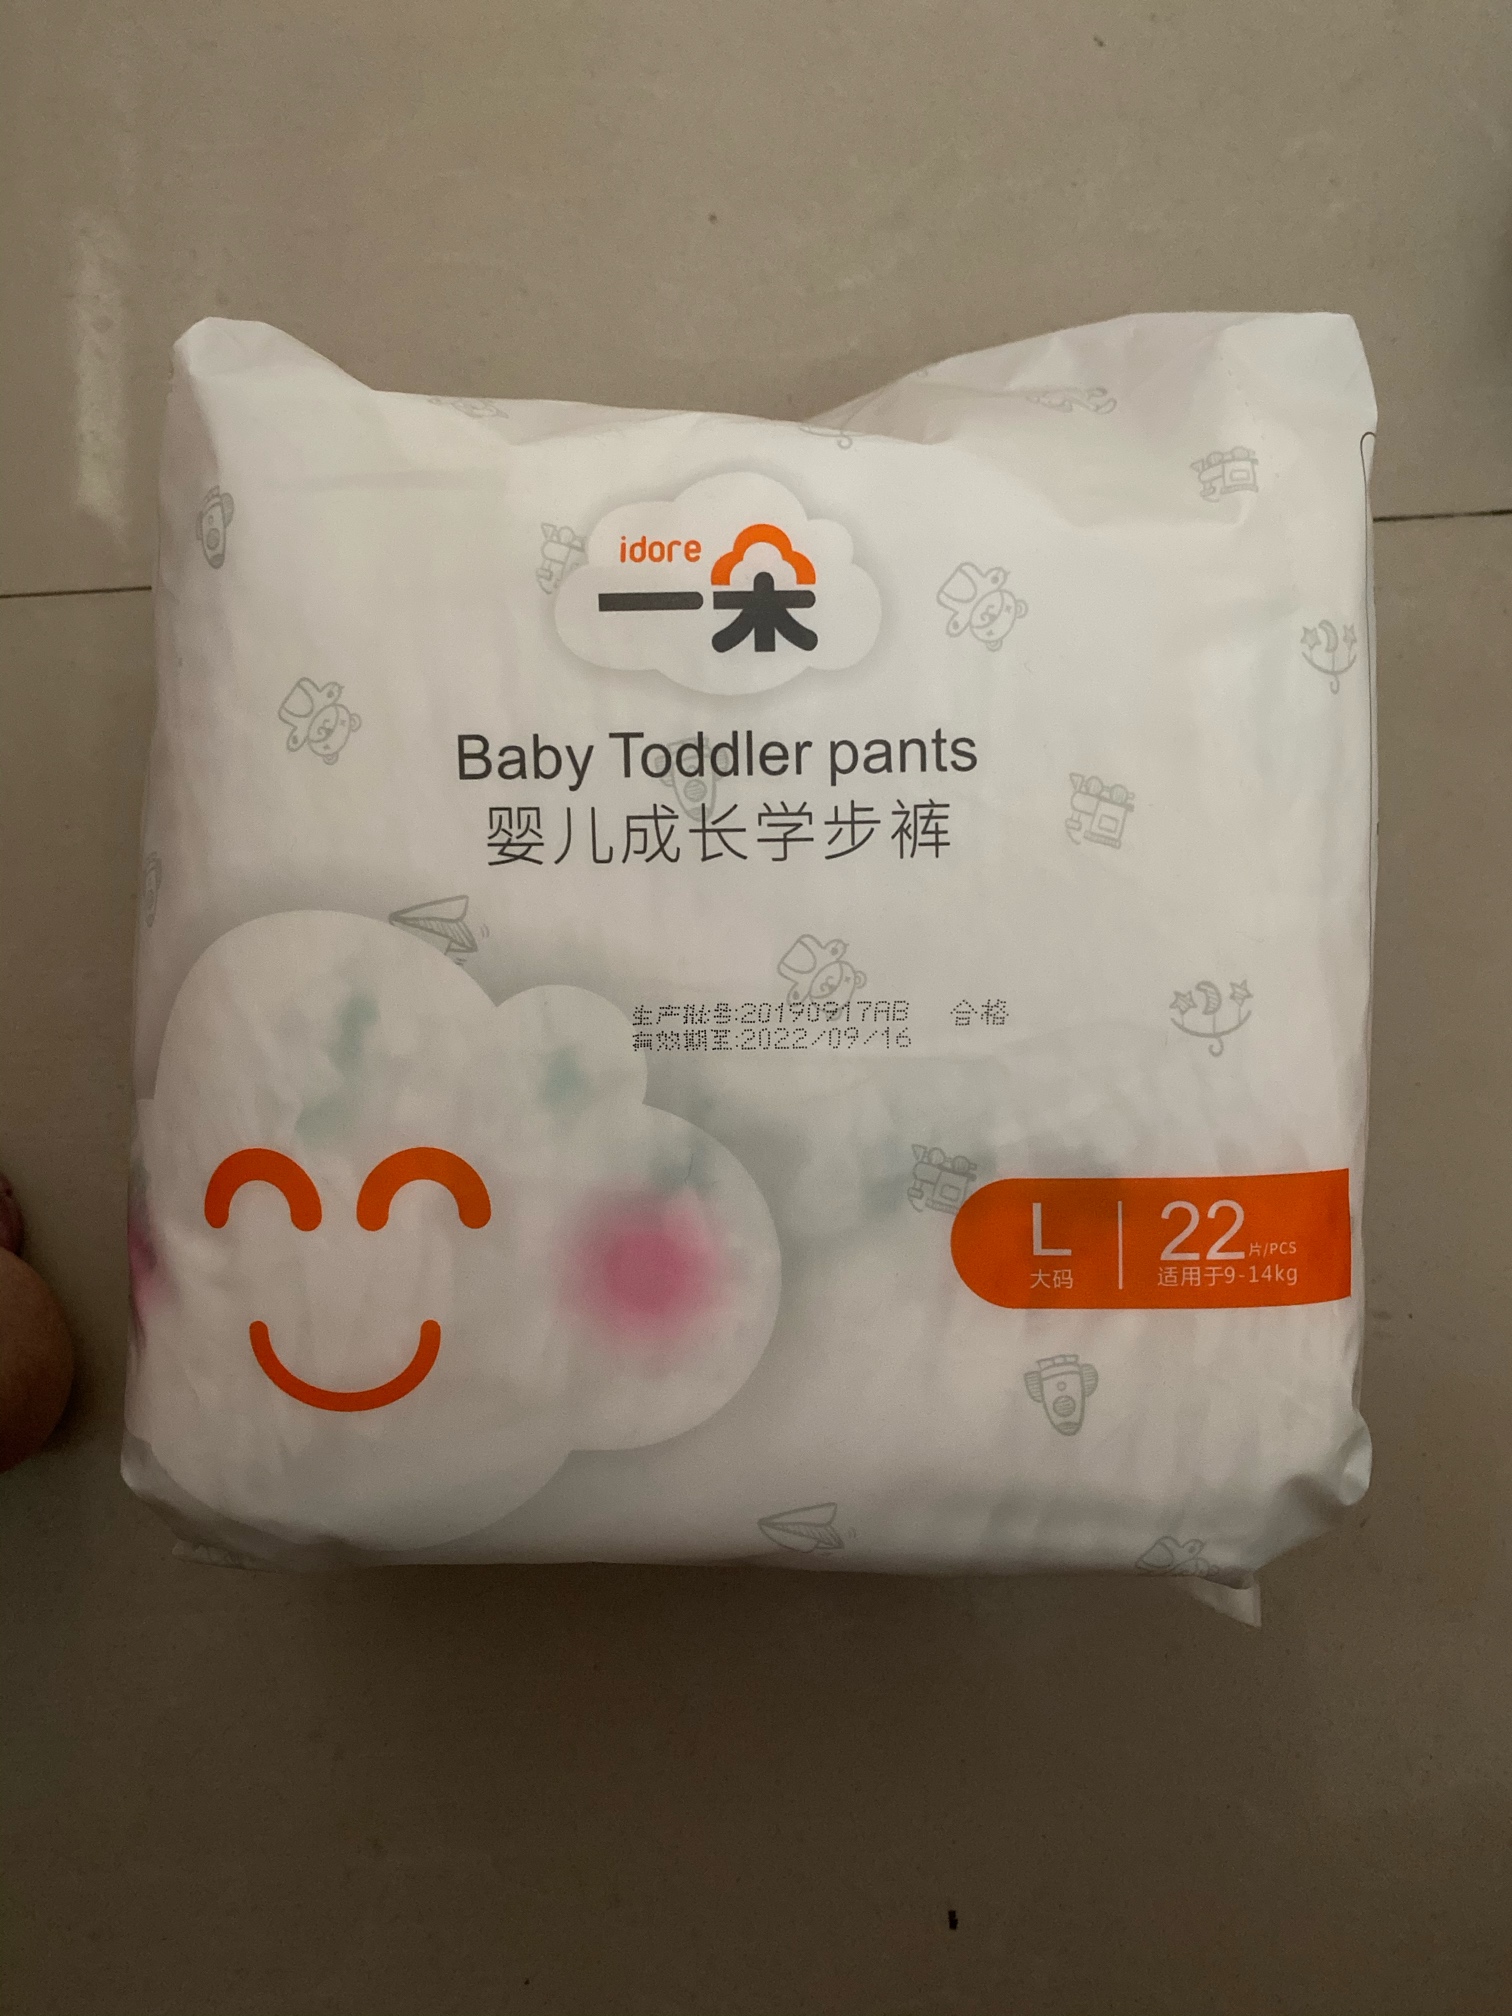 idore
一朵
Baby Toddler pants
婴儿成长学步裤
生产批号:20190917AB 合格
有效期至:2022/09/16
L 22片/PCS
大码 适用于9-14kg